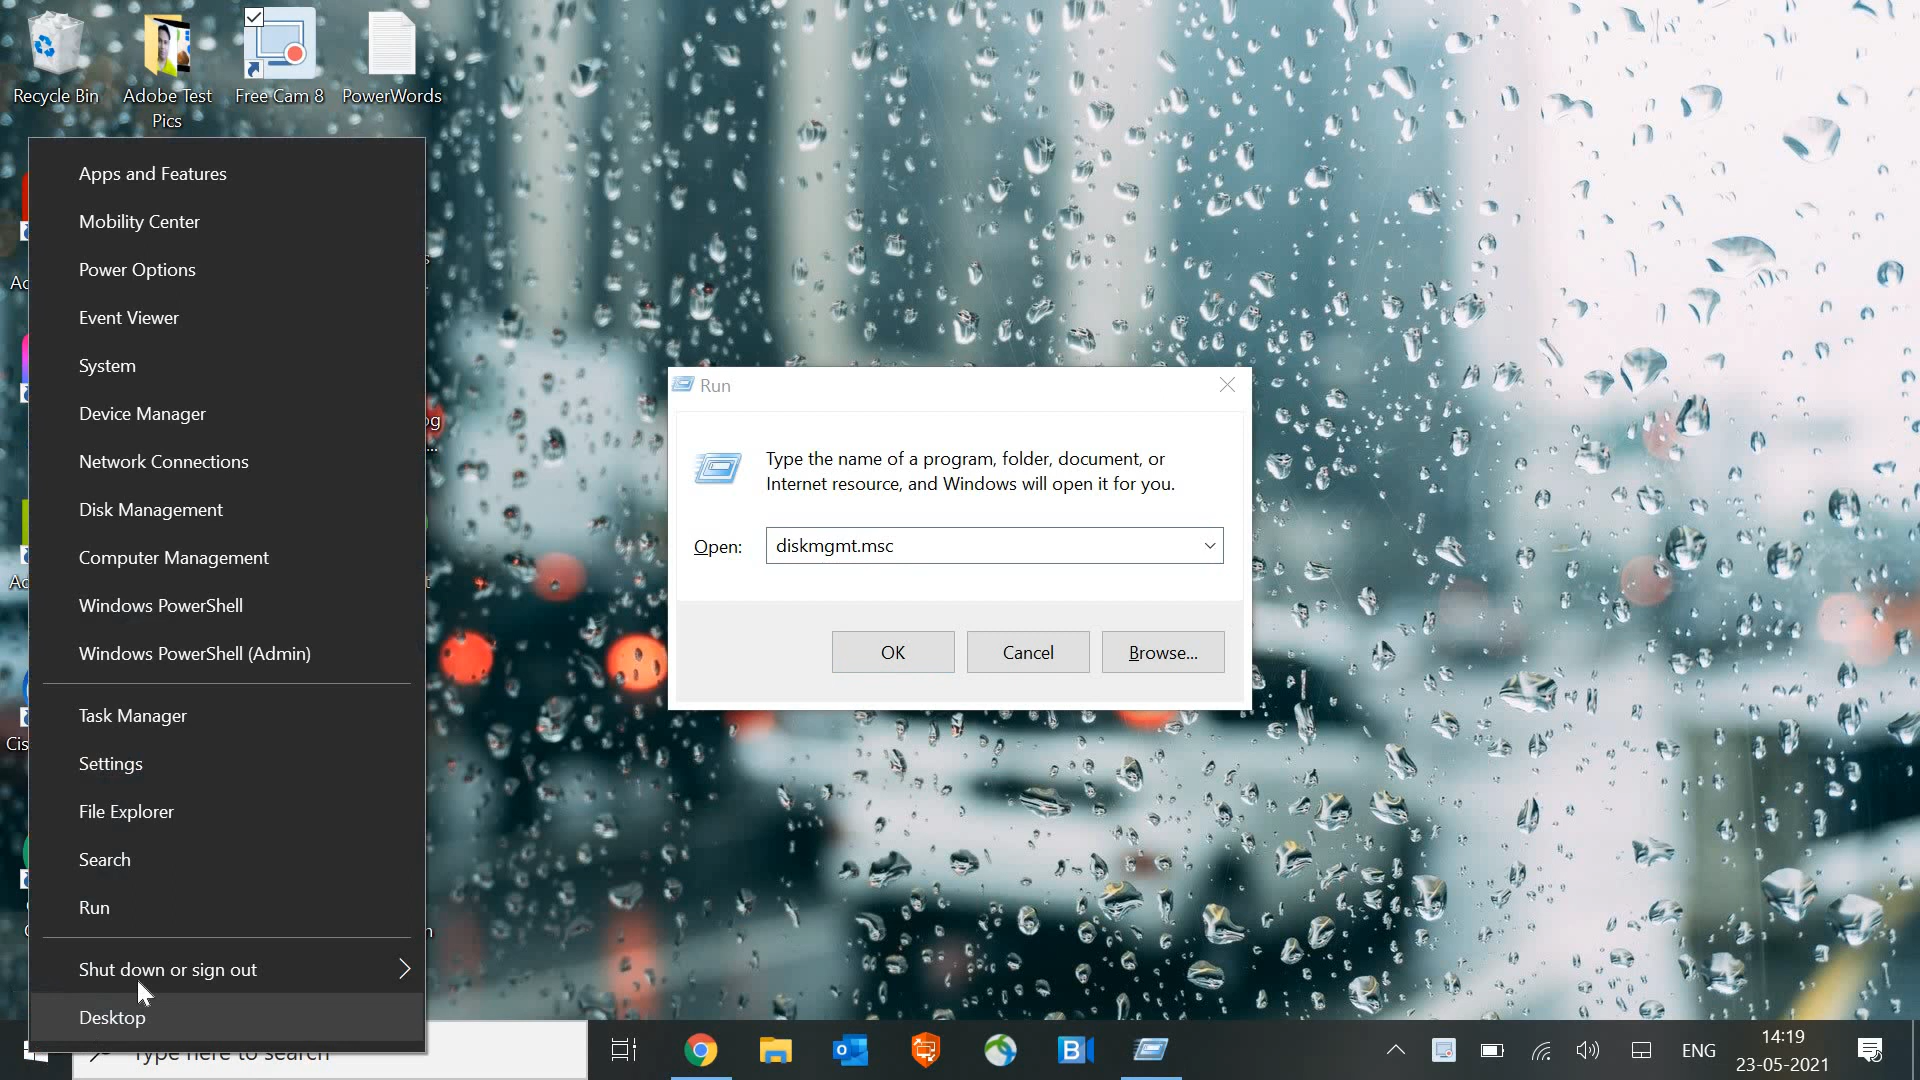 Recycle Bin
Adobe Test
Pics
Free Cam 8
PowerWords
Apps and Features
Mobility Center
Power Options
Event Viewer
System
Device Manager
Network Connections
Disk Management
Computer Management
Windows PowerShell
Windows PowerShell (Admin)
Task Manager
Settings
File Explorer
Search
Run
Shut down or sign out
Desktop
Run
Type the name of a program, folder, document, or
Internet resource, and Windows will open it for you.
Open:
diskmgmt.msc
OK
Cancel
Browse...
Type here to search
ENG
14:19
23-05-2021